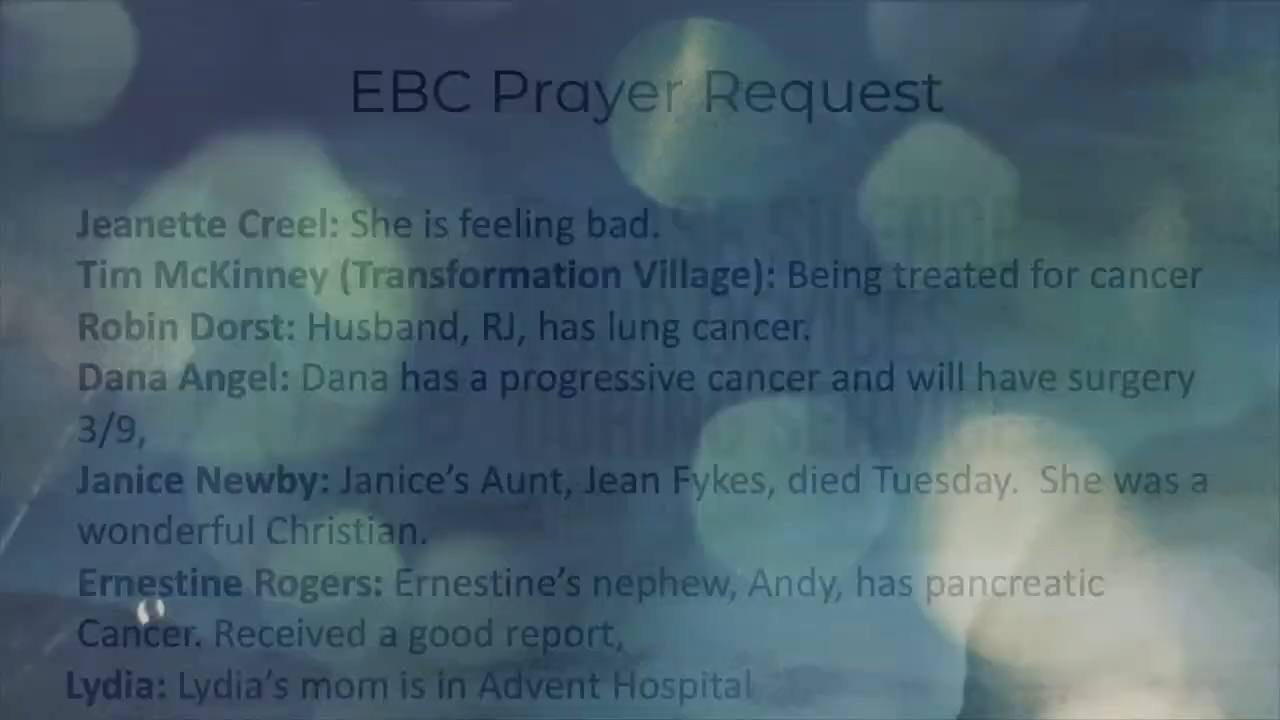 EBC Prayer Request
Jeanette Creel: She is feeling bad.
Tim McKinney (Transformation Village): Being treated for cancer
Robin Dorst: Husband, RJ, has lung cancer.
Dana Angel: Dana has a progressive cancer and will have surgery
3/9,
Janice Newby: Janice’s Aunt, Jean Fykes, died Tuesday.  She was a
wonderful Christian.
Ernestine Rogers: Ernestine’s nephew, Andy, has pancreatic
Cancer. Received a good report,
Lydia: Lydia’s mom is in Advent Hospital